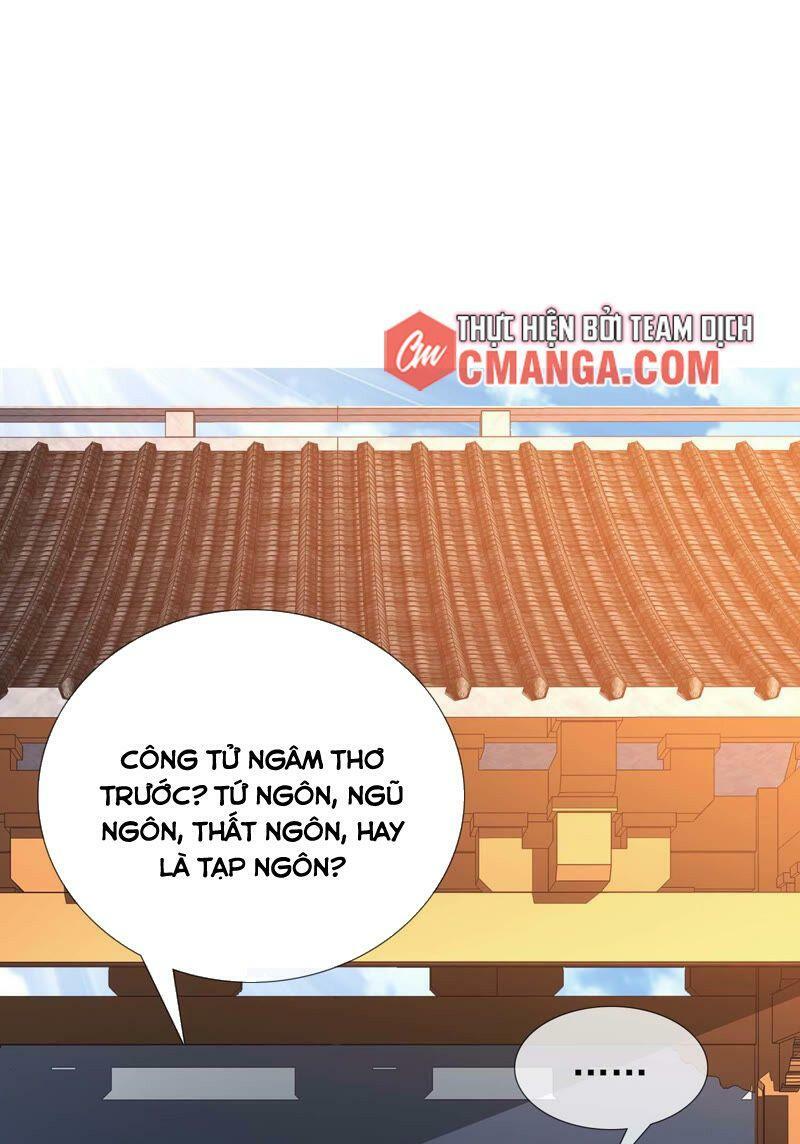 THỰC HIỆN BỞI TEAM DỊCH
CM CMANGA.COM
CÔNG TỬ NGÂM THƠ
TRƯỚC? TỨ NGÔN, NGŨ
NGÔN, THẤT NGÔN, HAY
LÀ TẠP NGÔN?
......